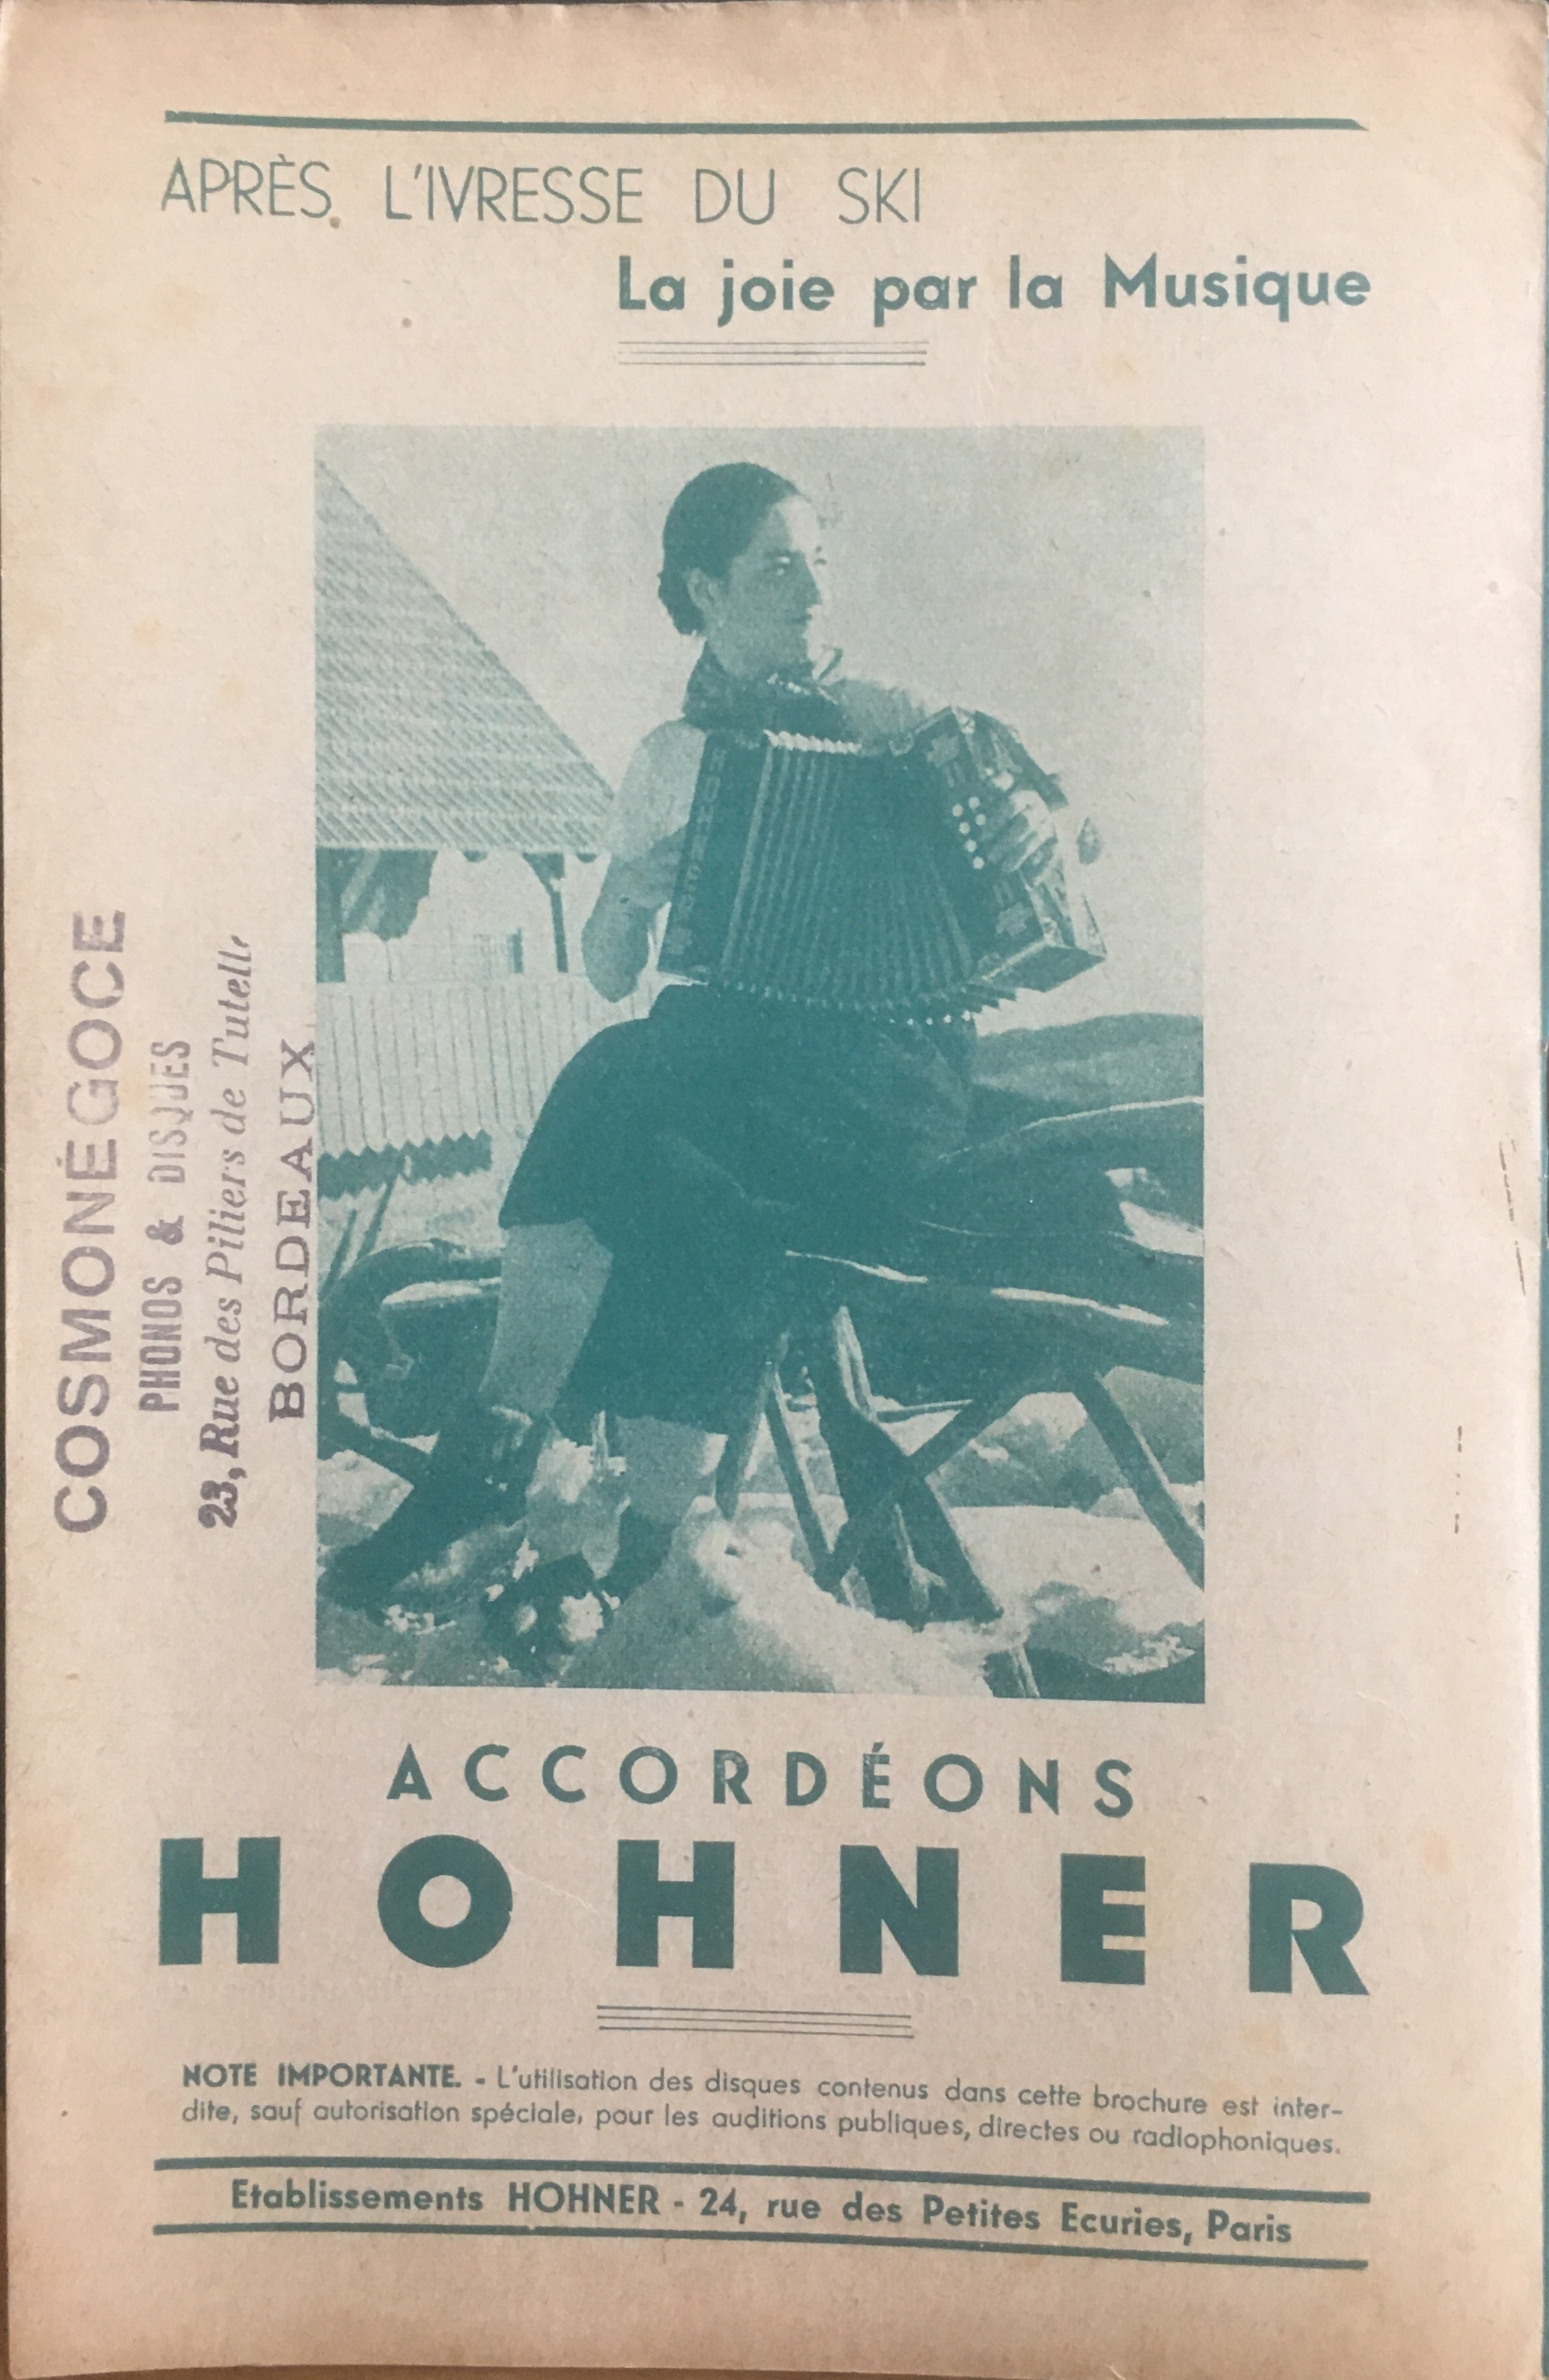 APRÈS L'IVRESSE DU SKI
La joie par la Musique
COSMONÉGOCE
PHONOS & DISQUES
23, Rue des Piliers de Tutelle
BORDEAUX
ACCORDÉONS
HOHNER
NOTE IMPORTANTE. - L'utilisation des disques contenus dans cette brochure est inter-
dite, sauf autorisation spéciale, pour les auditions publiques, directes ou radiophoniques.
Etablissements HOHNER - 24, rue des Petites Ecuries, Paris